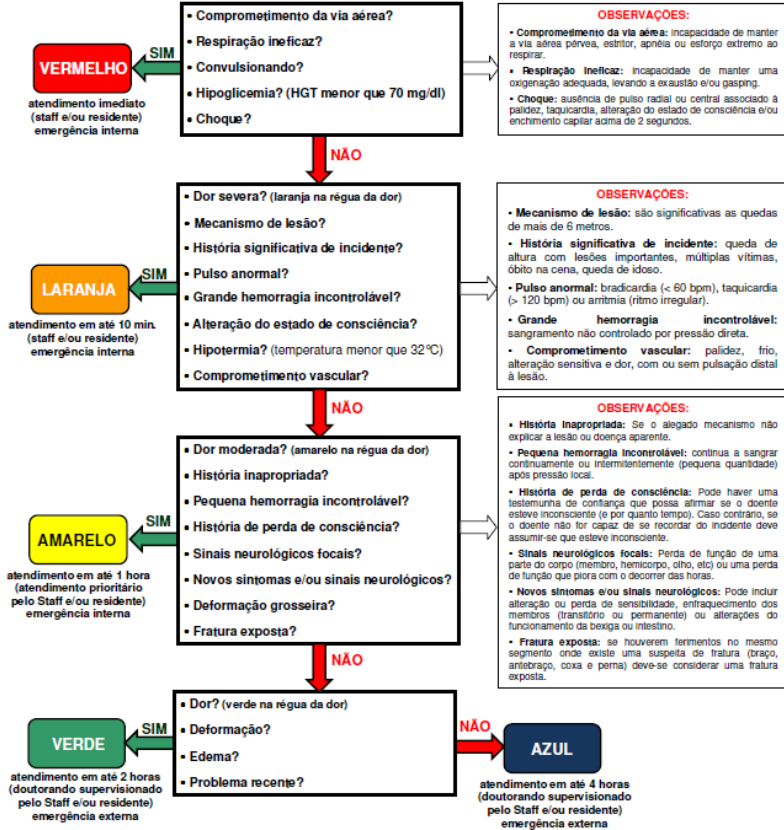 ▪ Comprometimento da via aérea?
▪ Respiração ineficaz?
▪ Convulsionando?
▪ Hipoglicemia? (HGT menor que 70 mg/dl)
▪ Choque?
SIM
VERMELHO
atendimento imediato
(staff e/ou residente)
emergência interna
OBSERVAÇÕES:
▪ Comprometimento da via aérea: incapacidade de manter
a via aérea pérvea, estritor, apnéia ou esforço extremo ao
respirar.
▪ Respiração Ineficaz: incapacidade de manter uma
oxigenação adequada, levando a exaustão e/ou gasping.
▪ Choque: ausência de pulso radial ou central associado à
palidez, taquicardia, alteração do estado de consciência e/ou
enchimento capilar acima de 2 segundos.
NÃO
▪ Dor severa? (laranja na régua da dor)
▪ Mecanismo de lesão?
▪ História significativa de incidente?
▪ Pulso anormal?
▪ Grande hemorragia incontrolável?
▪ Alteração do estado de consciência?
▪ Hipotermia? (temperatura menor que 32°C)
▪ Comprometimento vascular?
SIM
LARANJA
atendimento em até 10 min.
(staff e/ou residente)
emergência interna
OBSERVAÇÕES:
▪ Mecanismo de lesão: são significativas as quedas
de mais de 6 metros.
▪ História significativa de incidente: queda de
altura com lesões importantes, múltiplas vítimas,
óbito na cena, queda de idoso.
▪ Pulso anormal: bradicardia (< 60 bpm), taquicardia
(> 120 bpm) ou arritmia (ritmo irregular).
▪ Grande hemorragia incontrolável:
sangramento não controlado por pressão direta.
▪ Comprometimento vascular: palidez, frio,
alteração sensitiva e dor, com ou sem pulsação distal
à lesão.
NÃO
▪ Dor moderada? (amarelo na régua da dor)
▪ História inapropriada?
▪ Pequena hemorragia incontrolável?
▪ História de perda de consciência?
▪ Sinais neurológicos focais?
▪ Novos sintomas e/ou sinais neurológicos?
▪ Deformação grosseira?
▪ Fratura exposta?
SIM
AMARELO
atendimento em até 1 hora
(atendimento prioritário
pelo Staff e/ou residente)
emergência interna
OBSERVAÇÕES:
▪ História Inapropriada: Se o alegado mecanismo não
explicar a lesão ou doença aparente.
▪ Pequena hemorragia Incontrolável: continua a sangrar
continuamente ou intermitentemente (pequena quantidade)
após pressão local.
▪ História de perda de consciência: Pode haver uma
testemunha de confiança que possa afirmar se o doente
esteve inconsciente (e por quanto tempo). Caso contrário, se
o doente não for capaz de se recordar do incidente deve
assumir-se que esteve inconsciente.
▪ Sinais neurológicos focais: Perda de função de uma
parte do corpo (membro, hemicorpo, olho, etc) ou uma perda
de função que piora com o decorrer das horas.
▪ Novos sintomas e/ou sinais neurológicos: Pode incluir
alteração ou perda de sensibilidade, enfraquecimento dos
membros (transitório ou permanente) ou alterações do
funcionamento da bexiga ou intestino.
▪ Fratura exposta: se houverem ferimentos no mesmo
segmento onde existe uma suspeita de fratura (braço,
antebraço, coxa e perna) deve-se considerar uma fratura
exposta.
NÃO
▪ Dor? (verde na régua da dor)
▪ Deformação?
▪ Edema?
▪ Problema recente?
SIM
VERDE
atendimento em até 2 horas
(doutorando supervisionado
pelo Staff e/ou residente)
emergência externa
NÃO
AZUL
atendimento em até 4 horas
(doutorando supervisionado
pelo Staff e/ou residente)
emergência externa